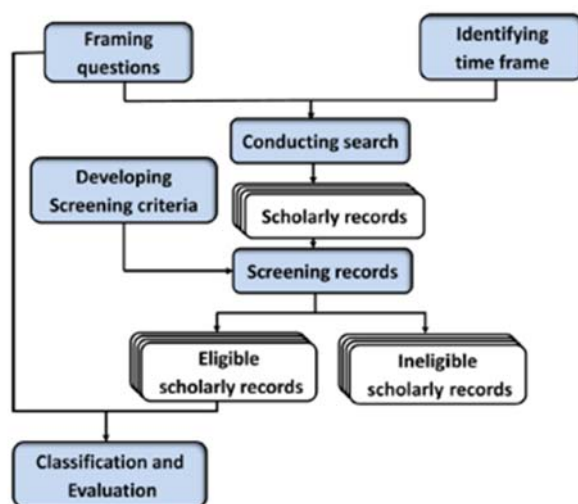 Framing
questions
Identifying
time frame
Conducting search
Developing
Screening criteria
Scholarly records
Screening records
Eligible
scholarly records
Ineligible
scholarly records
Classification and
Evaluation